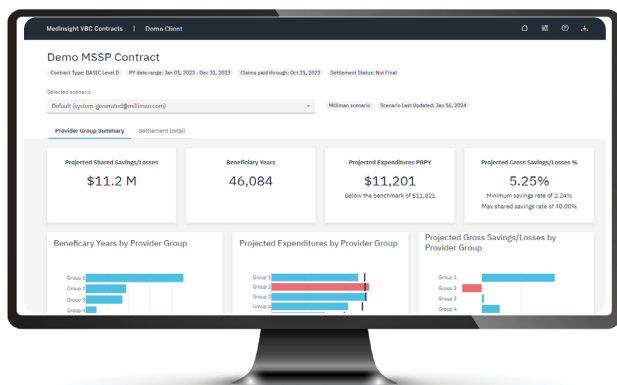 MedInsight VBC Contracts | Demo Client
Demo MSSP Contract
Contract Type: BASIC Level B PY date range: Jan 01, 2023 - Dec 31, 2023 Claims paid through: Oct 31, 2023 Settlement Status: Not Final
Selected scenario
Default (system-generated@milliman.com) Milliman scenario Scenario Last Updated: Jan 16, 2024
Provider Group Summary Settlement Detail
Projected Shared Savings/Losses
$11.2 M
Beneficiary Years
46,084
Projected Expenditures PBPY
$11,201
Below the benchmark of $11,821
Projected Gross Savings/Losses %
5.25%
Minimum savings rate of 2.24%
Max shared savings rate of 40.00%
Beneficary Years by Provider Group
Group 1
Group 2
Group 3
Group 4
Projected Expenditures by Provider Group
Group 1
Group 2
Group 3
Group 4
Projected Gross Savings/Losses by
Provider Group
Group 1
Group 2
Group 3
Group 4